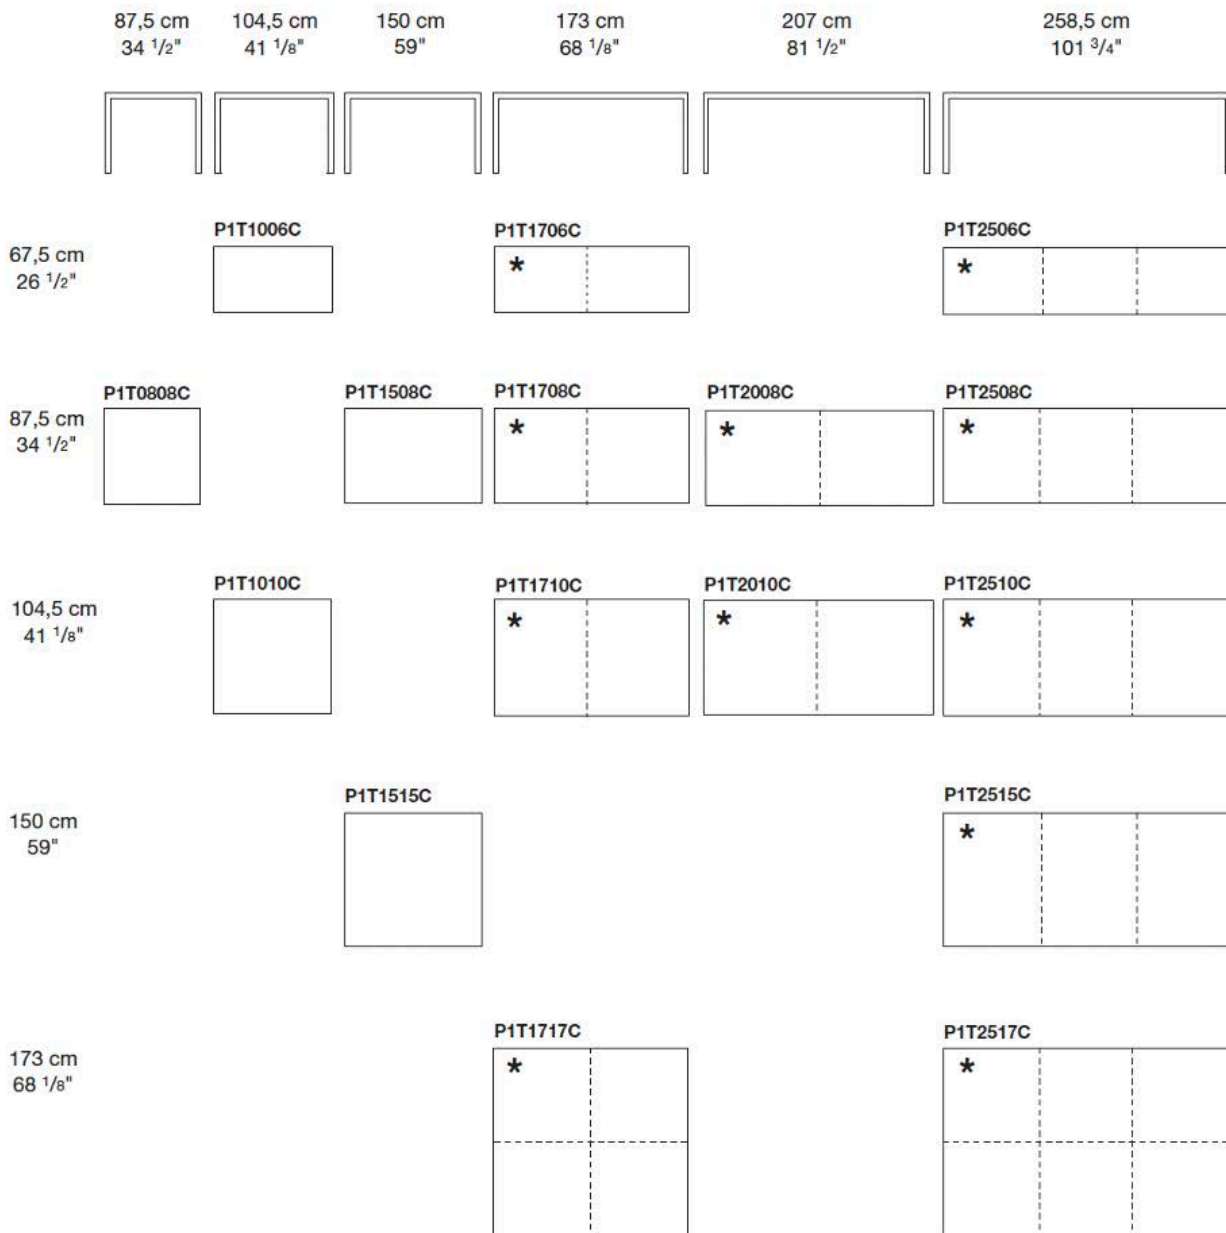 87,5 cm 104,5 cm 150 cm 173 cm 207 cm 258,5 cm
34 1/2" 41 1/8" 59" 68 1/8" 81 1/2" 101 3/4"
P1T1006C P1T1706C P1T2506C
67,5 cm
26 1/2"
* *
P1T0808C P1T1508C P1T1708C P1T2008C P1T2508C
87,5 cm
34 1/2"
* * *
P1T1010C P1T1710C P1T2010C P1T2510C
104,5 cm
41 1/8"
* * *
P1T1515C P1T2515C
150 cm
59"
*
P1T1717C P1T2517C
173 cm
68 1/8"
* *